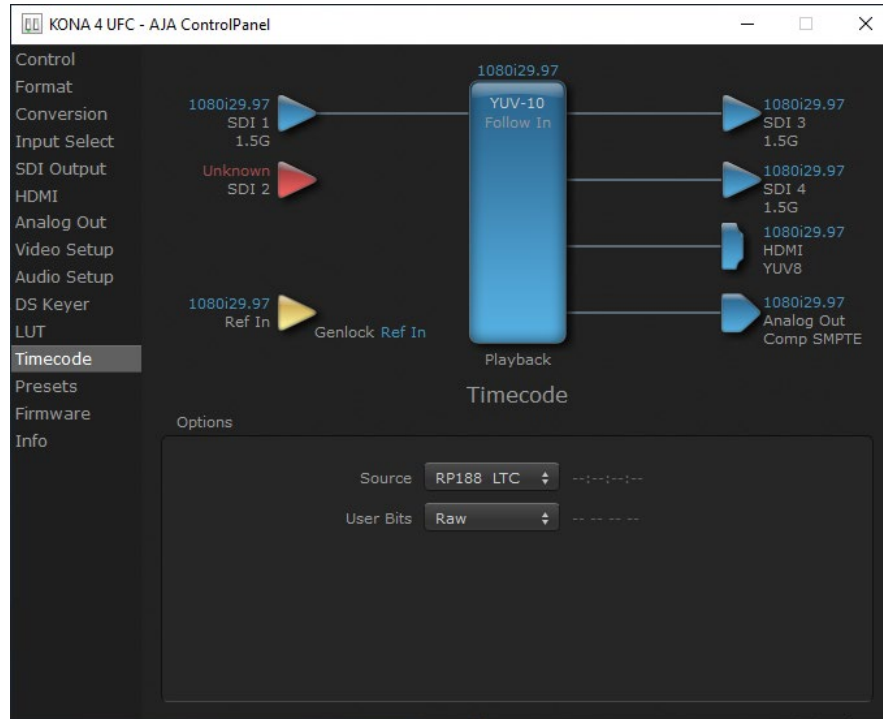 KONA 4 UFC - AJA ControlPanel
Control
Format
Conversion
Input Select
SDI Output
HDMI
Analog Out
Video Setup
Audio Setup
DS Keyer
LUT
Timecode
Presets
Firmware
Info
1080i29.97
YUV-10
Follow In
1080i29.97
SDI 1
1.5G
Unknown
SDI 2
1080i29.97
Ref In
Genlock Ref In
1080i29.97
SDI 3
1.5G
1080i29.97
SDI 4
1.5G
1080i29.97
HDMI
YUV8
1080i29.97
Analog Out
Comp SMPTE
Playback
Timecode
Options
Source RP188 LTC --:--:--:--
User Bits Raw -- -- -- --